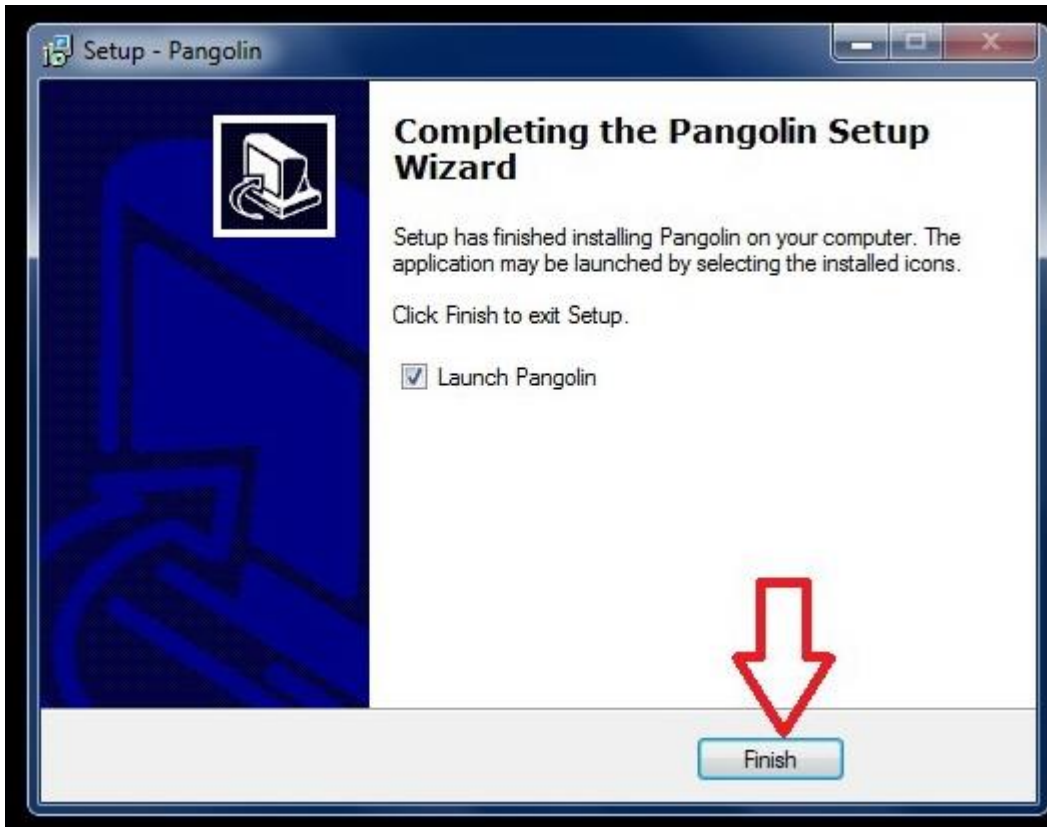 Setup - Pangolin
Completing the Pangolin Setup
Wizard
Setup has finished installing Pangolin on your computer. The
application may be launched by selecting the installed icons.
Click Finish to exit Setup.
Launch Pangolin
Finish